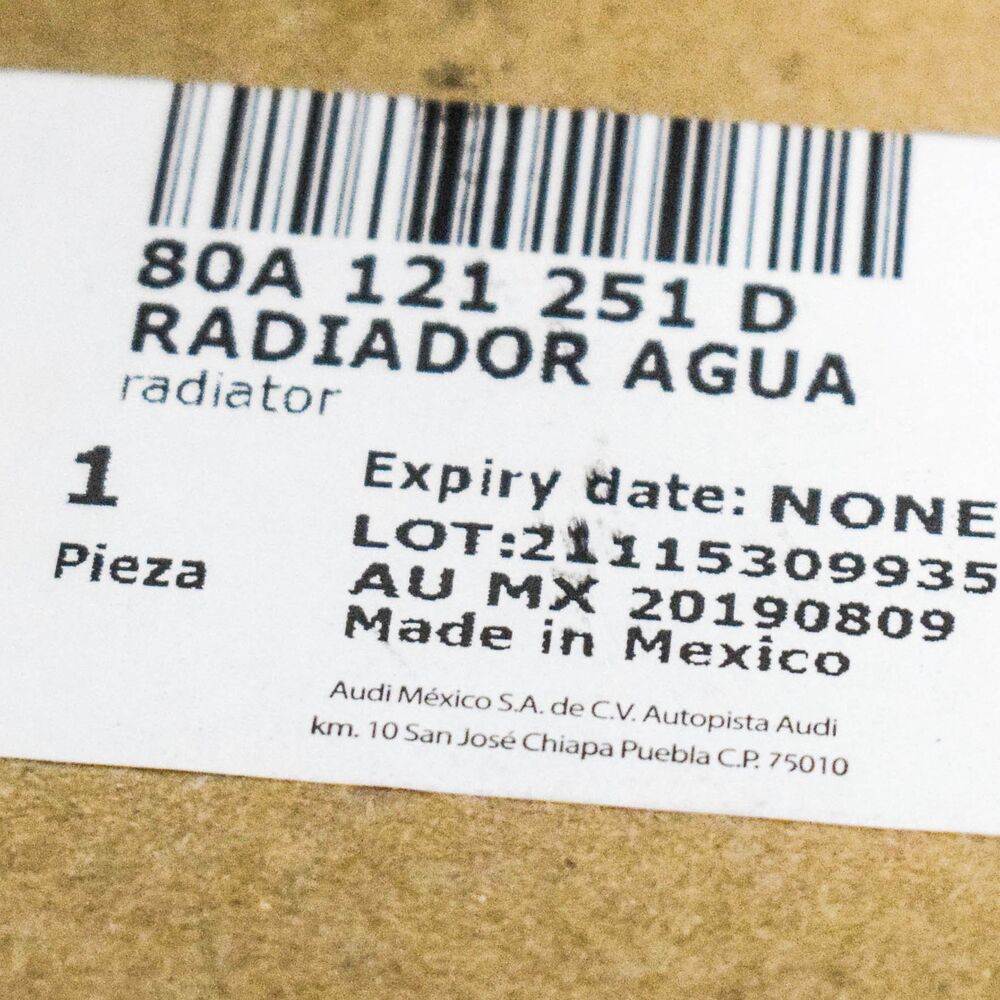 80A 121 251 D
RADIADOR AGUA
radiator
1
Pieza
Expiry date: NONE
LOT:21115309935
AU MX 20190809
Made in Mexico
Audi México S.A. de C.V. Autopista Audi
km. 10 San José Chiapa Puebla C.P. 75010